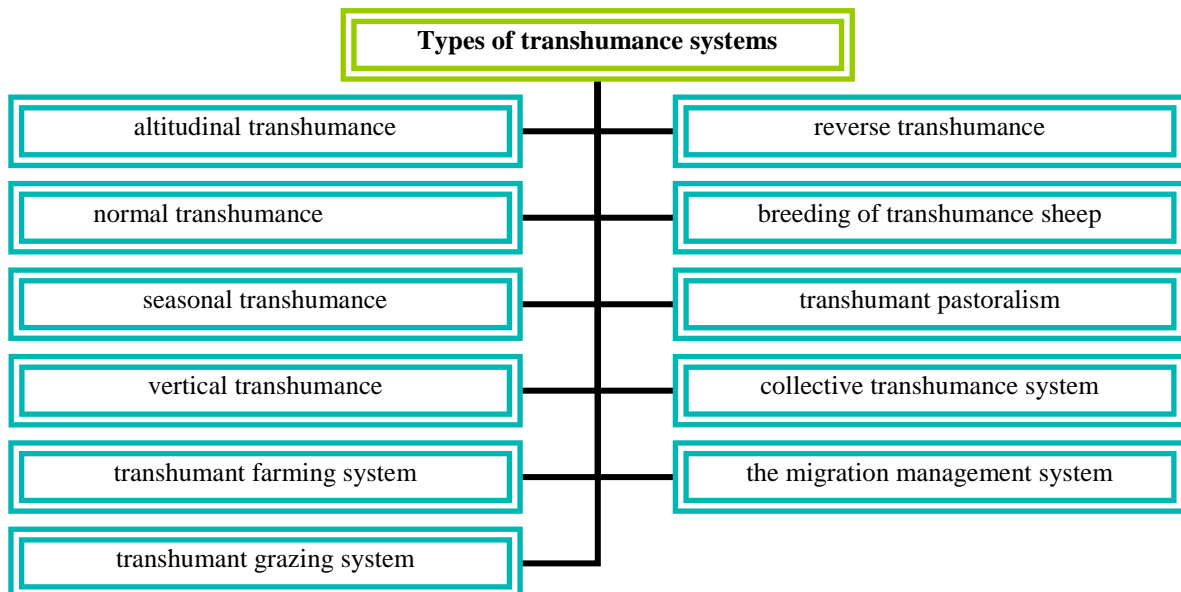 Types of transhumance systems
altitudinal transhumance
reverse transhumance
normal transhumance
breeding of transhumance sheep
seasonal transhumance
transhumant pastoralism
vertical transhumance
collective transhumance system
transhumant farming system
the migration management system
transhumant grazing system